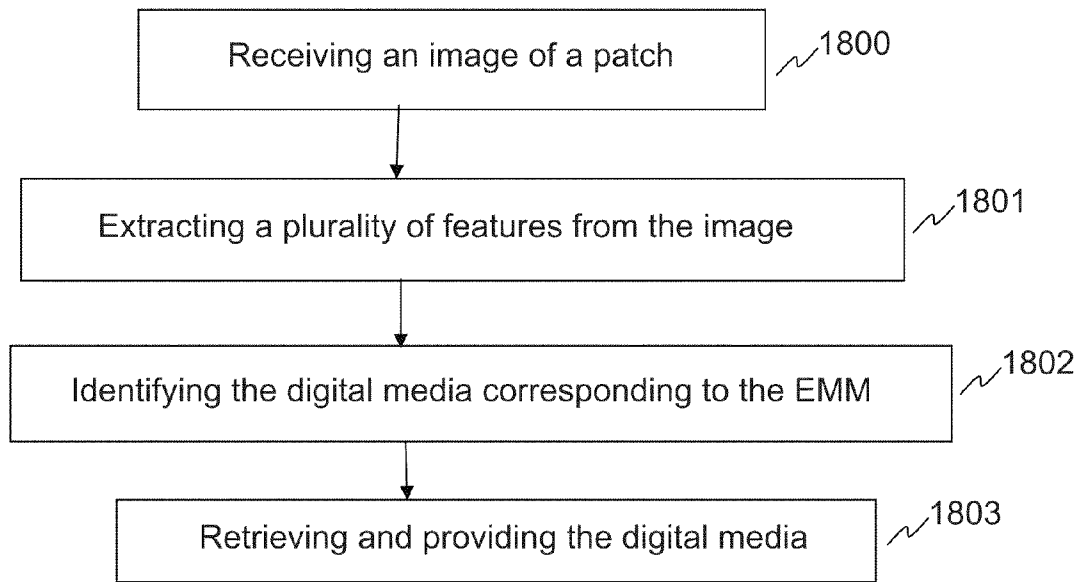 Receiving an image of a patch
1800
Extracting a plurality of features from the image
1801
Identifying the digital media corresponding to the EMM
1802
Retrieving and providing the digital media
1803